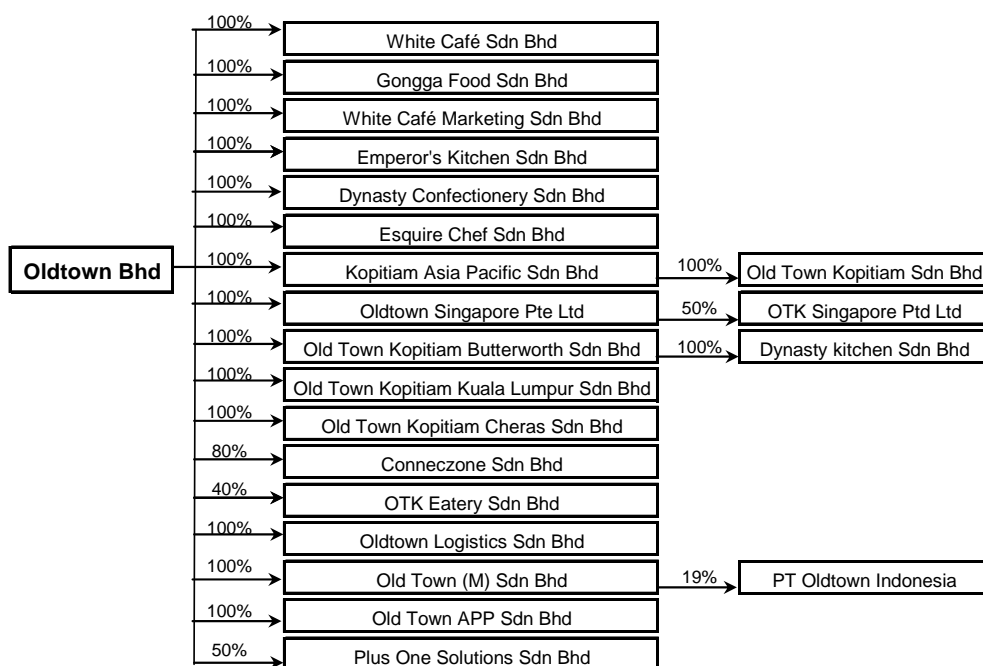 100%
White Café Sdn Bhd
100%
Gongga Food Sdn Bhd
100%
White Café Marketing Sdn Bhd
100%
Emperor's Kitchen Sdn Bhd
100%
Dynasty Confectionery Sdn Bhd
100%
Esquire Chef Sdn Bhd
Oldtown Bhd
100%
Kopitiam Asia Pacific Sdn Bhd
100%
Old Town Kopitiam Sdn Bhd
100%
Oldtown Singapore Pte Ltd
50%
OTK Singapore Ptd Ltd
100%
Old Town Kopitiam Butterworth Sdn Bhd
100%
Dynasty kitchen Sdn Bhd
100%
Old Town Kopitiam Kuala Lumpur Sdn Bhd
100%
Old Town Kopitiam Cheras Sdn Bhd
80%
Conneczone Sdn Bhd
40%
OTK Eatery Sdn Bhd
100%
Oldtown Logistics Sdn Bhd
100%
Old Town (M) Sdn Bhd
19%
PT Oldtown Indonesia
100%
Old Town APP Sdn Bhd
50%
Plus One Solutions Sdn Bhd